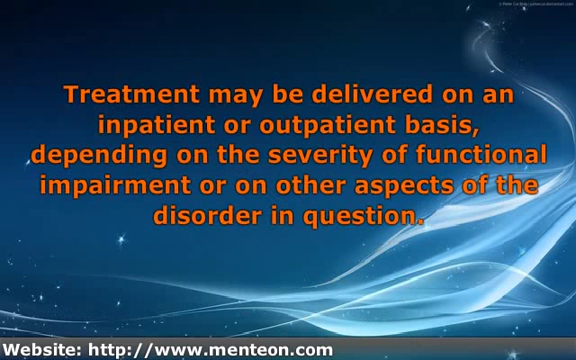 Treatment may be delivered on an
inpatient or outpatient basis,
depending on the severity of functional
impairment or on other aspects of the
disorder in question.
Website: http://www.menteon.com